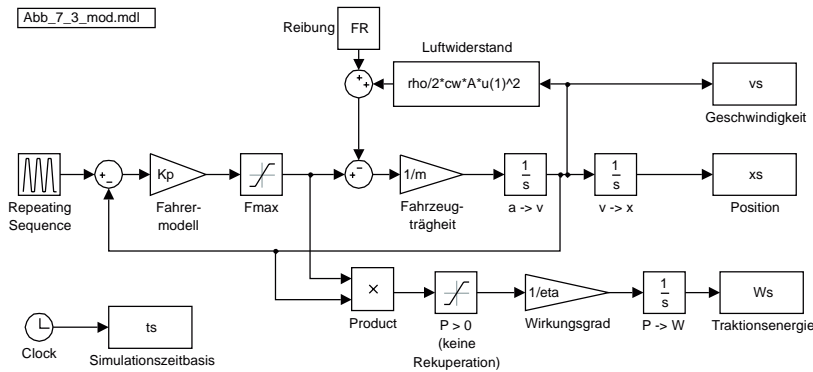 Abb_7_3_mod.mdl
Reibung
FR
Luftwiderstand
rho/2*cw*A*u(1)^2
vs
Geschwindigkeit
Repeating
Sequence
Kp
Fahrer-
modell
Fmax
1/m
Fahrzeug-
trägheit
1
s
a -> v
1
s
v -> x
xs
Position
×
Product
P > 0
(keine
Rekuperation)
1/eta
Wirkungsgrad
1
s
P -> W
Ws
Traktionsenergie
Clock
ts
Simulationszeitbasis